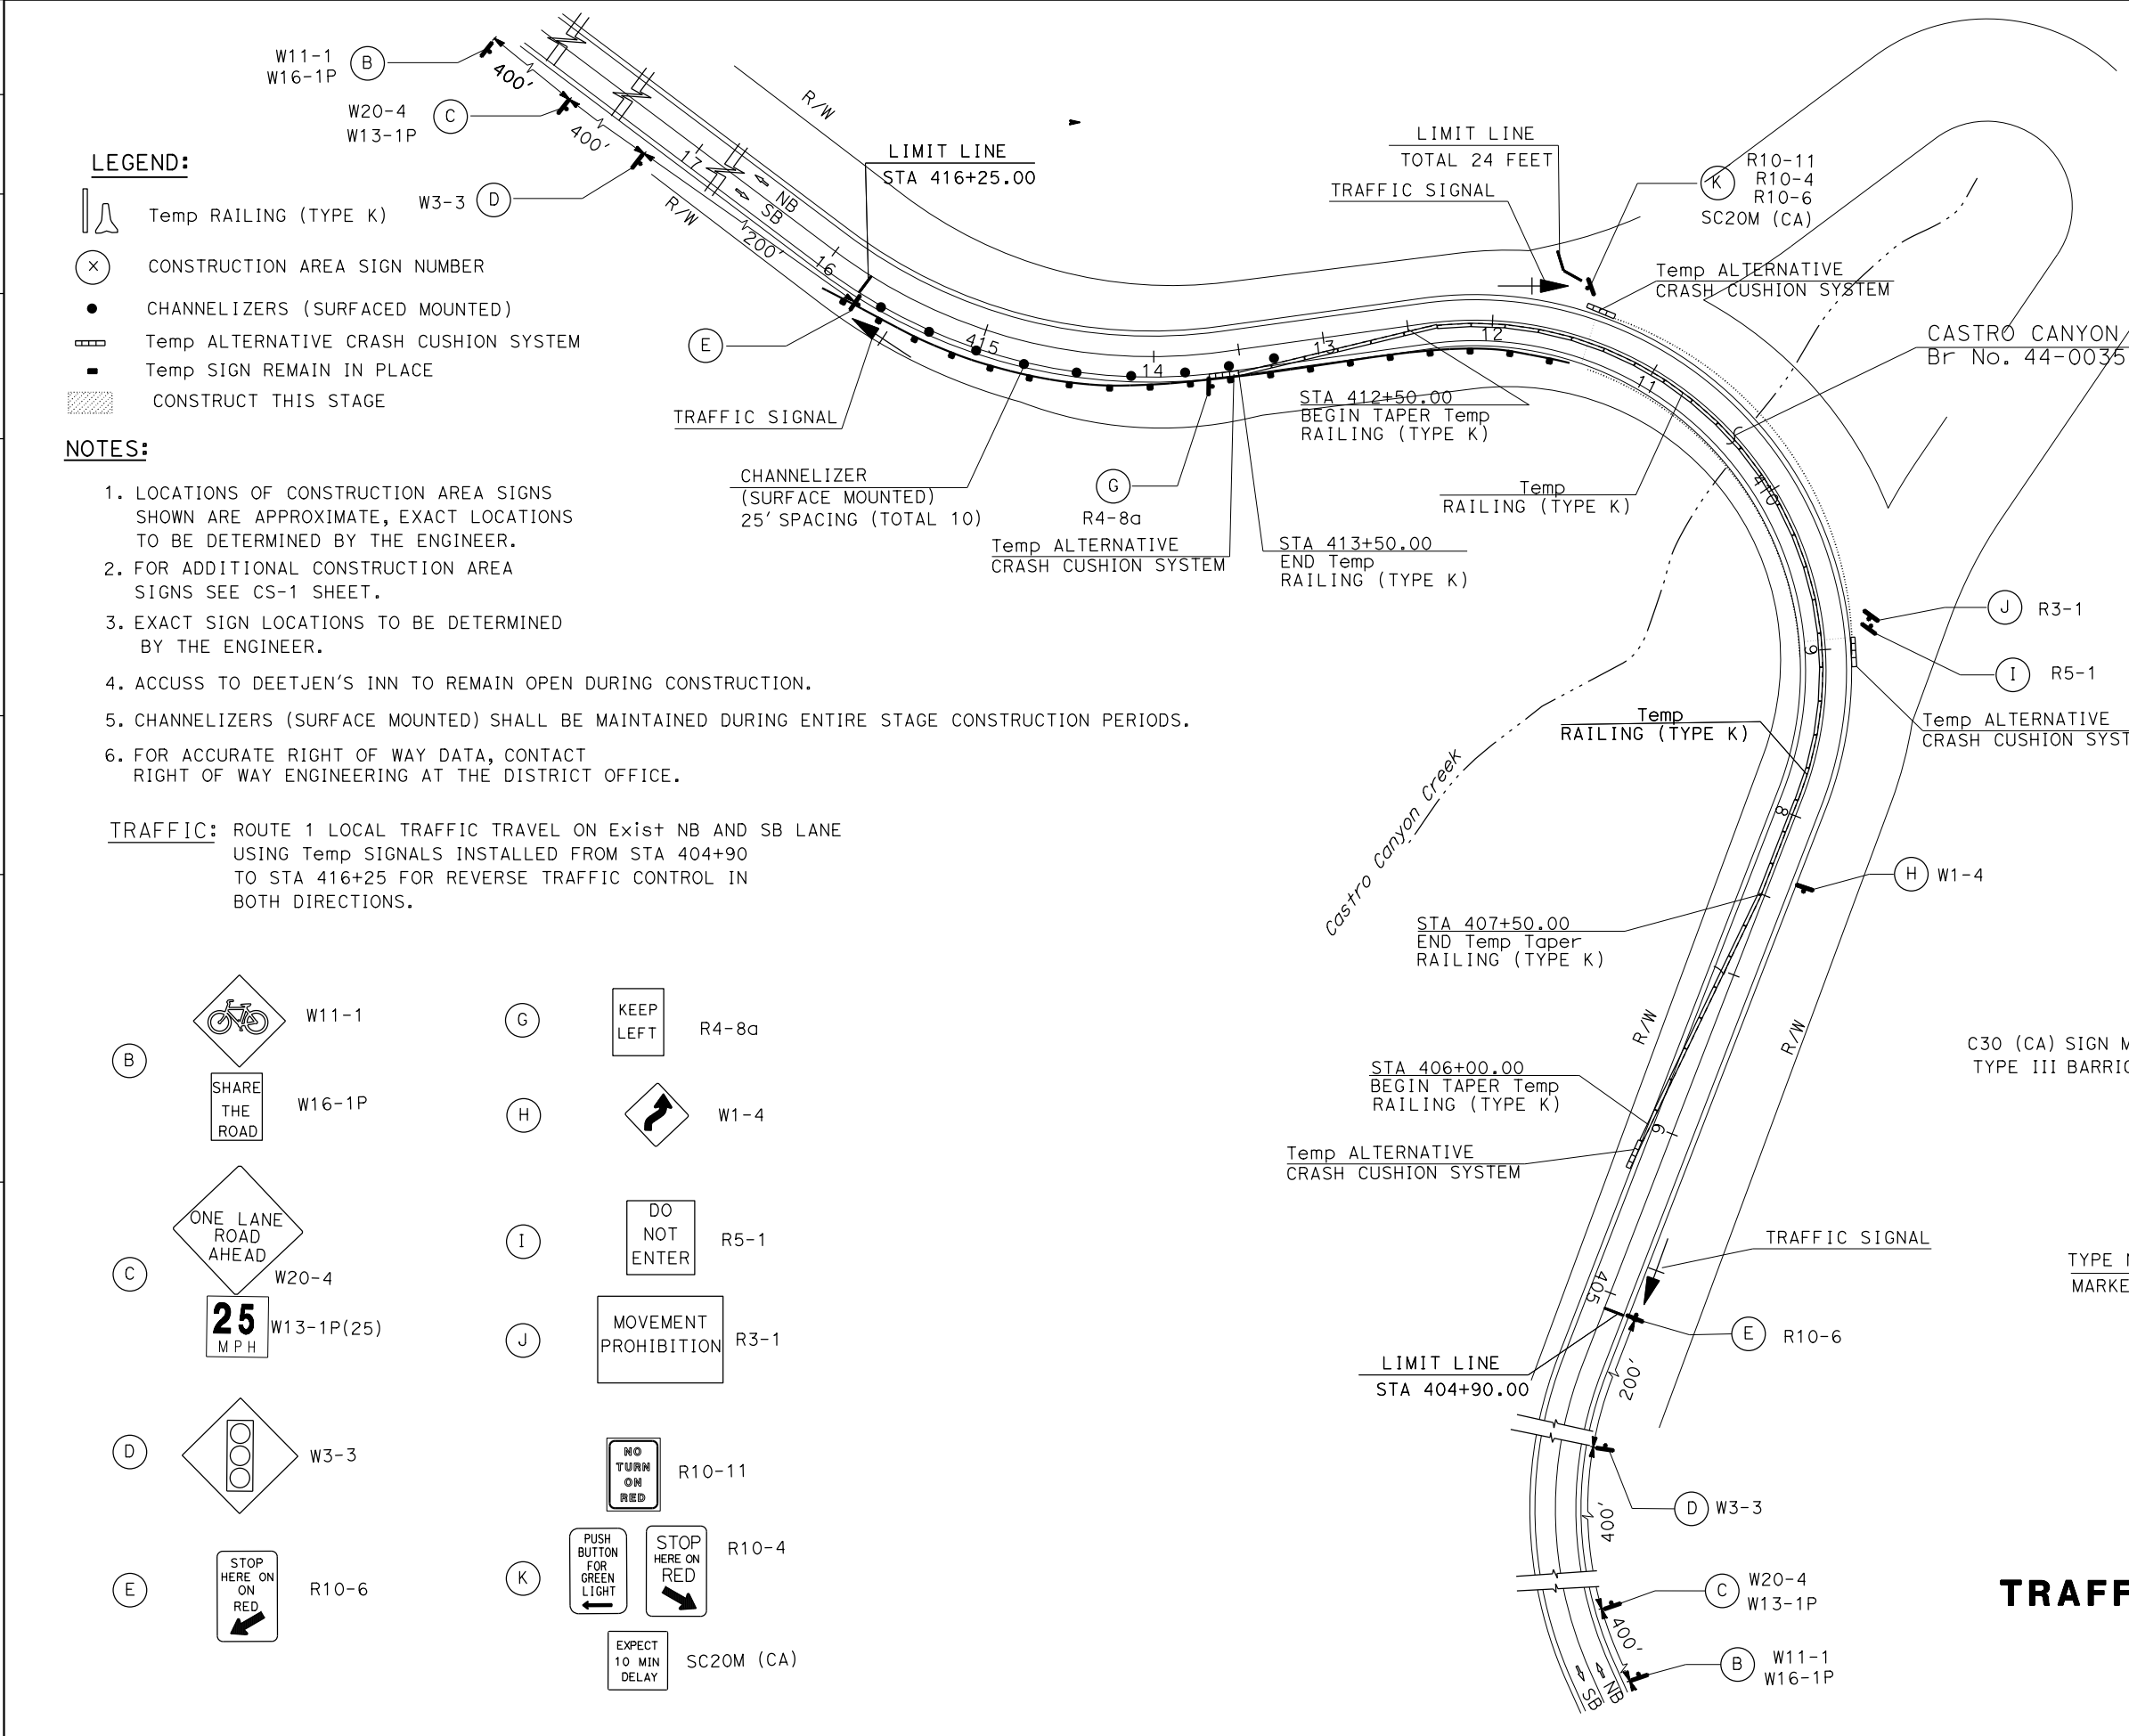 W11-1
W16-1P
B
400'
W20-4
W13-1P
C
400'
W3-3
D
R/W
R/W
17
NB
SB
200'
16
LIMIT LINE
STA 416+25.00
LIMIT LINE
TOTAL 24 FEET
TRAFFIC SIGNAL
K
R10-11
R10-4
R10-6
SC20M (CA)
Temp ALTERNATIVE
CRASH CUSHION SYSTEM
CASTRO CANYON
Br No. 44-0035
LEGEND:
Temp RAILING (TYPE K)
X
CONSTRUCTION AREA SIGN NUMBER
CHANNELIZERS (SURFACED MOUNTED)
Temp ALTERNATIVE CRASH CUSHION SYSTEM
Temp SIGN REMAIN IN PLACE
CONSTRUCT THIS STAGE
E
415
14
13
12
11
410
9
8
7
6
405
TRAFFIC SIGNAL
CHANNELIZER
(SURFACE MOUNTED)
25' SPACING (TOTAL 10)
G
R4-8a
Temp ALTERNATIVE
CRASH CUSHION SYSTEM
STA 412+50.00
BEGIN TAPER Temp
RAILING (TYPE K)
STA 413+50.00
END Temp
RAILING (TYPE K)
Temp
RAILING (TYPE K)
J
R3-1
I
R5-1
Temp ALTERNATIVE
CRASH CUSHION SYST
Temp
RAILING (TYPE K)
Castro Canyon Creek
H
W1-4
STA 407+50.00
END Temp Taper
RAILING (TYPE K)
R/W
R/W
C30 (CA) SIGN M
TYPE III BARRIC
STA 406+00.00
BEGIN TAPER Temp
RAILING (TYPE K)
Temp ALTERNATIVE
CRASH CUSHION SYSTEM
TRAFFIC SIGNAL
TYPE
MARKE
E
R10-6
LIMIT LINE
STA 404+90.00
200'
D
W3-3
400'
C
W20-4
W13-1P
400'
B
W11-1
W16-1P
SB
NB
TRAFF
NOTES:
1. LOCATIONS OF CONSTRUCTION AREA SIGNS
SHOWN ARE APPROXIMATE, EXACT LOCATIONS
TO BE DETERMINED BY THE ENGINEER.
2. FOR ADDITIONAL CONSTRUCTION AREA
SIGNS SEE CS-1 SHEET.
3. EXACT SIGN LOCATIONS TO BE DETERMINED
BY THE ENGINEER.
4. ACCUSS TO DEETJEN'S INN TO REMAIN OPEN DURING CONSTRUCTION.
5. CHANNELIZERS (SURFACE MOUNTED) SHALL BE MAINTAINED DURING ENTIRE STAGE CONSTRUCTION PERIODS.
6. FOR ACCURATE RIGHT OF WAY DATA, CONTACT
RIGHT OF WAY ENGINEERING AT THE DISTRICT OFFICE.
TRAFFIC: ROUTE 1 LOCAL TRAFFIC TRAVEL ON Exist NB AND SB LANE
USING Temp SIGNALS INSTALLED FROM STA 404+90
TO STA 416+25 FOR REVERSE TRAFFIC CONTROL IN
BOTH DIRECTIONS.
B
W11-1
SHARE
THE
ROAD
W16-1P
C
ONE LANE
ROAD
AHEAD
W20-4
25
MPH
W13-1P(25)
D
W3-3
E
STOP
HERE ON
ON
RED
R10-6
G
KEEP
LEFT
R4-8a
H
W1-4
I
DO
NOT
ENTER
R5-1
J
MOVEMENT
PROHIBITION
R3-1
NO
TURN
ON
RED
R10-11
K
PUSH
BUTTON
FOR
GREEN
LIGHT
STOP
HERE ON
RED
R10-4
EXPECT
10 MIN
DELAY
SC20M (CA)